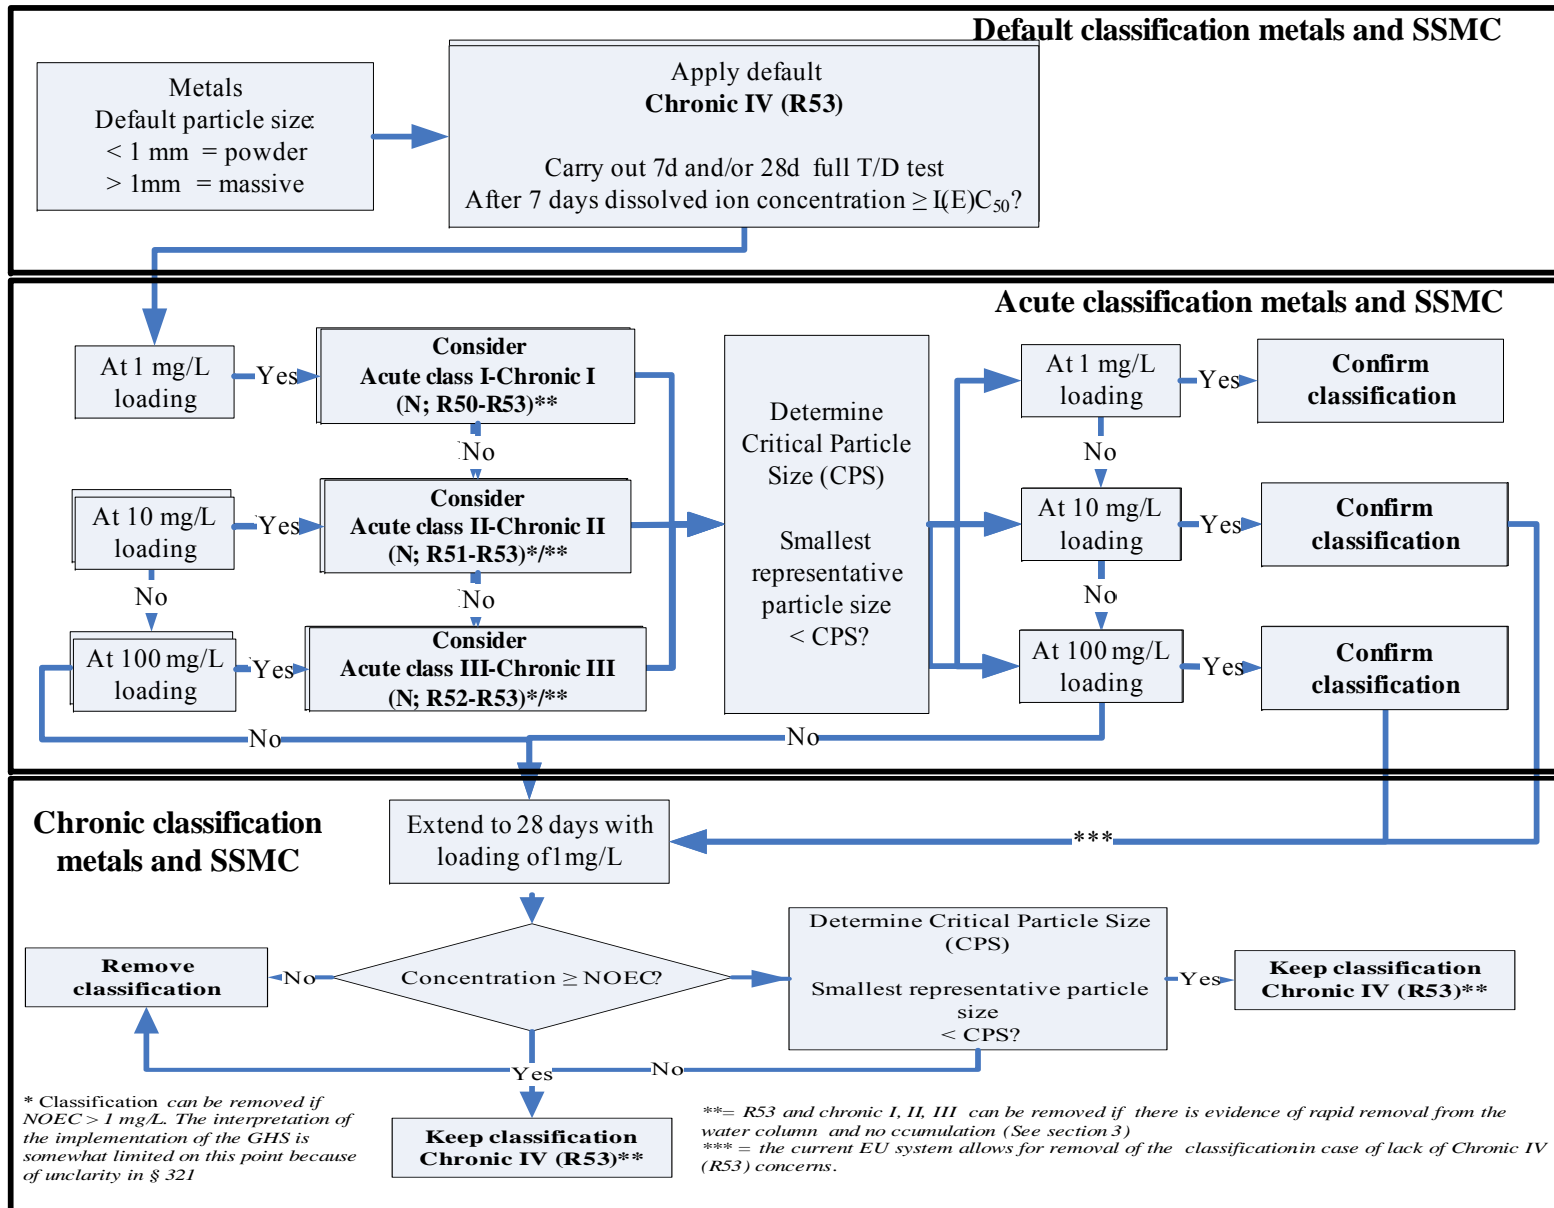 Default classification metals and SSMC
Metals
Default particle size:
< 1 mm = powder
> 1mm = massive
Apply default
Chronic IV (R53)
Carry out 7d and/or 28d full T/D test
After 7 days dissolved ion concentration ≥ L(E)C50?
Acute classification metals and SSMC
At 1 mg/L
loading
Yes
Consider
Acute class I-Chronic I
(N; R50-R53)**
No
At 10 mg/L
loading
Yes
Consider
Acute class II-Chronic II
(N; R51-R53)*/**
No
No
At 100 mg/L
loading
Yes
Consider
Acute class III-Chronic III
(N; R52-R53)*/**
No
Determine
Critical Particle
Size (CPS)
Smallest
representative
particle size
< CPS?
At 1 mg/L
loading
Yes
Confirm
classification
No
At 10 mg/L
loading
Yes
Confirm
classification
No
At 100 mg/L
loading
Yes
Confirm
classification
No
Chronic classification
metals and SSMC
Extend to 28 days with
loading of 1mg/L
***
Concentration ≥ NOEC?
No
Remove
classification
Determine Critical Particle Size
(CPS)
Smallest representative particle
size
< CPS?
Yes
Keep classification
Chronic IV (R53)**
No
Yes
Keep classification
Chronic IV (R53)**
* Classification can be removed if
NOEC > 1 mg/L. The interpretation of
the implementation of the GHS is
somewhat limited on this point because
of unclarity in § 321
**= R53 and chronic I, II, III can be removed if there is evidence of rapid removal from the
water column and no ccumulation (See section 3)
*** = the current EU system allows for removal of the classificationin case of lack of Chronic IV
(R53) concerns.